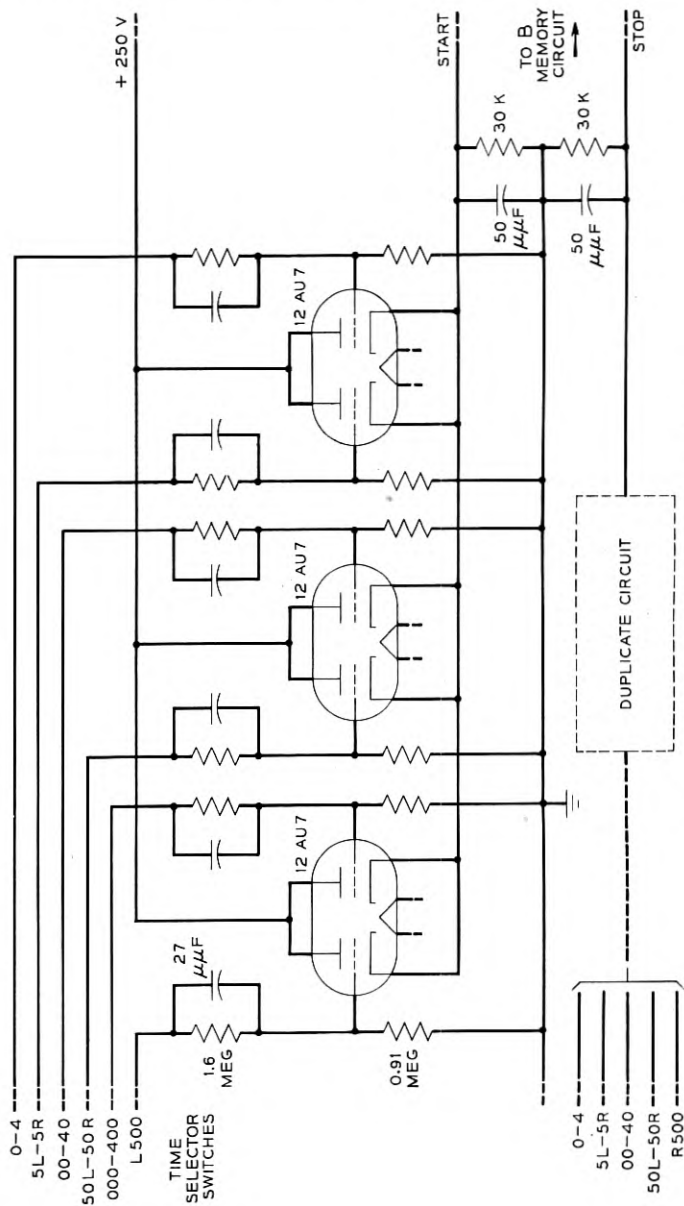 0–4
5L–5R
00–40
50L–50R
000–400
L500
TIME
SELECTOR
SWITCHES
+ 250 V
27
μμF
1.6
MEG
0.91
MEG
12 AU7
12 AU7
12 AU7
START
30 K
50
μμF
TO B
MEMORY
CIRCUIT
30 K
50
μμF
STOP
DUPLICATE CIRCUIT
0–4
5L–5R
00–40
50L–50R
R500